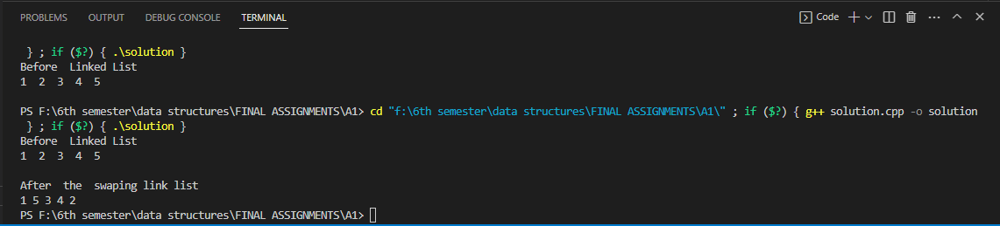 PROBLEMS OUTPUT DEBUG CONSOLE TERMINAL Code
} ; if ($?) { .\solution }
Before  Linked List
1  2  3  4  5
PS F:\6th semester\data structures\FINAL ASSIGNMENTS\A1> cd "f:\6th semester\data structures\FINAL ASSIGNMENTS\A1\" ; if ($?) { g++ solution.cpp -o solution
} ; if ($?) { .\solution }
Before  Linked List
1  2  3  4  5
After  the  swaping link list
1 5 3 4 2
PS F:\6th semester\data structures\FINAL ASSIGNMENTS\A1>